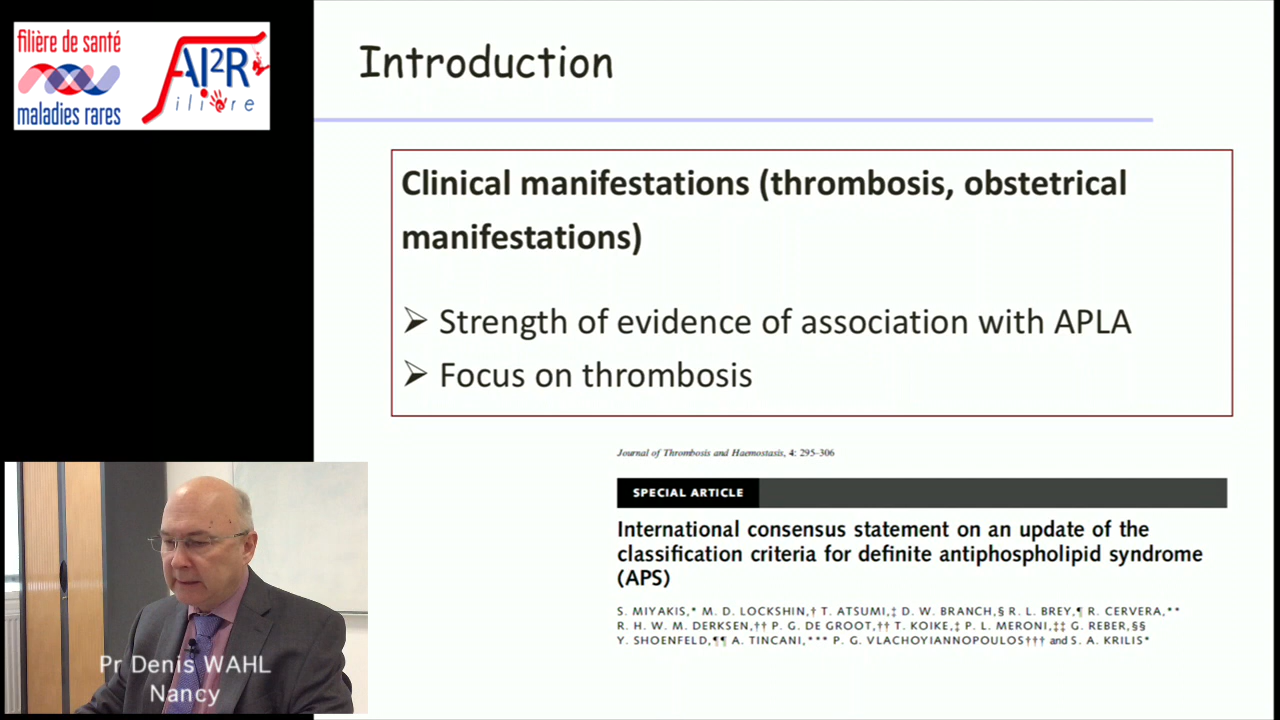 filière de santé
maladies rares
FAI²R
filière
Introduction
Clinical manifestations (thrombosis, obstetrical
manifestations)
Strength of evidence of association with APLA
Focus on thrombosis
Journal of Thrombosis and Haemostasis, 4: 295–306
SPECIAL ARTICLE
International consensus statement on an update of the
classification criteria for definite antiphospholipid syndrome
(APS)
S. MIYAKIS,* M. D. LOCKSHIN,† T. ATSUMI,‡ D. W. BRANCH,§ R. L. BREY,¶ R. CERVERA,**
R. H. W. M. DERKSEN,†† P. G. DE GROOT,†† T. KOIKE,‡ P. L. MERONI,‡‡ G. REBER,§§
Y. SHOENFELD,¶¶ A. TINCANI,*** P. G. VLACHOYIANNOPOULOS††† and S. A. KRILIS*
Pr Denis WAHL
Nancy